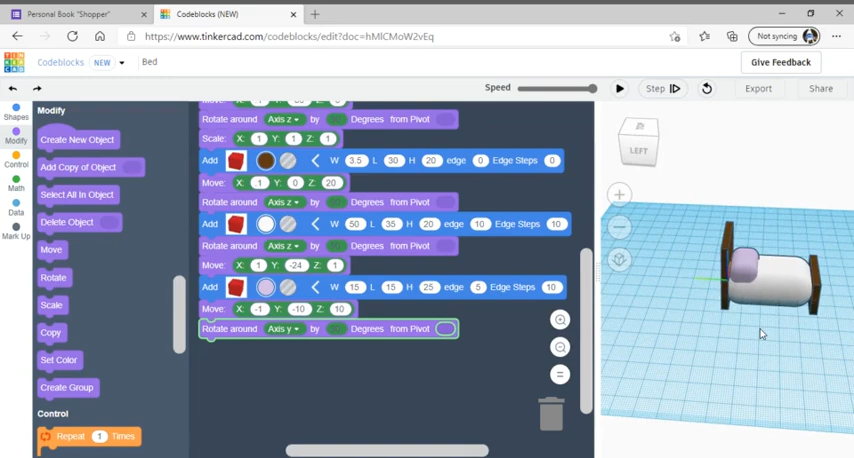 Personal Book "Shopper"
Codeblocks (NEW)
https://www.tinkercad.com/codeblocks/edit?doc=hMlCMoW2vEq
Not syncing
TIN KER CAD
Codeblocks NEW Bed
Give Feedback
Speed
Step
Export
Share
Shapes
Modify
Control
Math
Data
Mark Up
Modify
Create New Object
Add Copy of Object
Select All In Object
Delete Object
Move
Rotate
Scale
Copy
Set Color
Create Group
Control
Repeat 1 Times
Rotate around Axis z by Degrees from Pivot
Scale: X: 1 Y: 1 Z: 1
Add W 3.5 L 30 H 20 edge 0 Edge Steps 0
Move: X: 1 Y: 0 Z: 20
Rotate around Axis z by Degrees from Pivot
Add W 50 L 35 H 20 edge 10 Edge Steps 10
Rotate around Axis z by Degrees from Pivot
Move: X: 1 Y: -24 Z: 1
Add W 15 L 15 H 25 edge 5 Edge Steps 10
Move: X: -1 Y: -10 Z: 10
Rotate around Axis y by Degrees from Pivot
LEFT